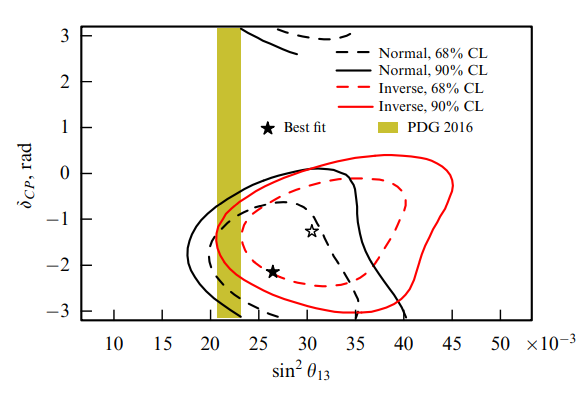 3
2
1
0
−1
−2
−3
δCP, rad
Normal, 68% CL
Normal, 90% CL
Inverse, 68% CL
Inverse, 90% CL
Best fit
PDG 2016
10 15 20 25 30 35 40 45 50 ×10−3
sin2 θ13